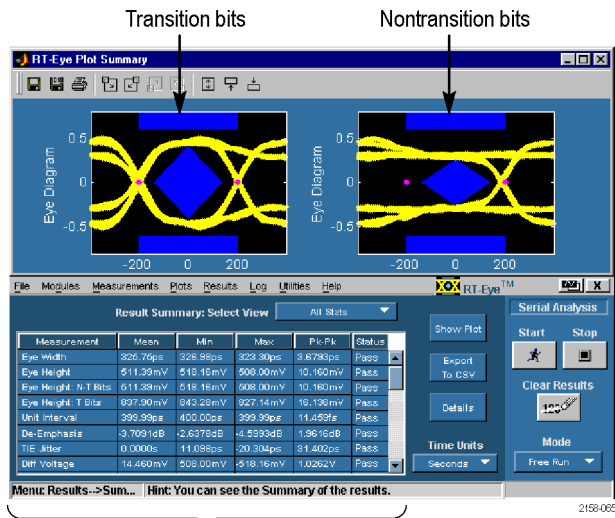 Transition bits Nontransition bits
RT-Eye Plot Summary
Eye Diagram
0.5
0
-0.5
-200 0 200
Eye Diagram
0.5
0
-0.5
-200 0 200
File Modules Measurements Plots Results Log Utilities Help RT-Eye™ X
Result Summary: Select View All Stats
Measurement Mean Min Max Pk-Pk Status
Eye Width 325.75ps 326.98ps 323.30ps 3.6793ps Pass
Eye Height 511.39mV 518.16mV 508.00mV 10.160mV Pass
Eye Height: N-T Bits 511.39mV 518.16mV 508.00mV 10.160mV Pass
Eye Height: T Bits 837.90mV 843.28mV 827.14mV 16.136mV Pass
Unit Interval 399.99ps 400.00ps 399.99ps 11.459fs Pass
De-Emphasis -3.7091dB -2.6378dB -4.5993dB 1.9616dB Pass
TIE Jitter 0.0000s 11.098ps -20.304ps 31.402ps Pass
Diff Voltage 14.460mV 508.00mV -518.16mV 1.0262V Pass
Show Plot
Export
To CSV
Details
Time Units
Seconds
Serial Analysis
Start Stop
Clear Results
Mode
Free Run
Menu: Results-->Sum... Hint: You can see the Summary of the results.